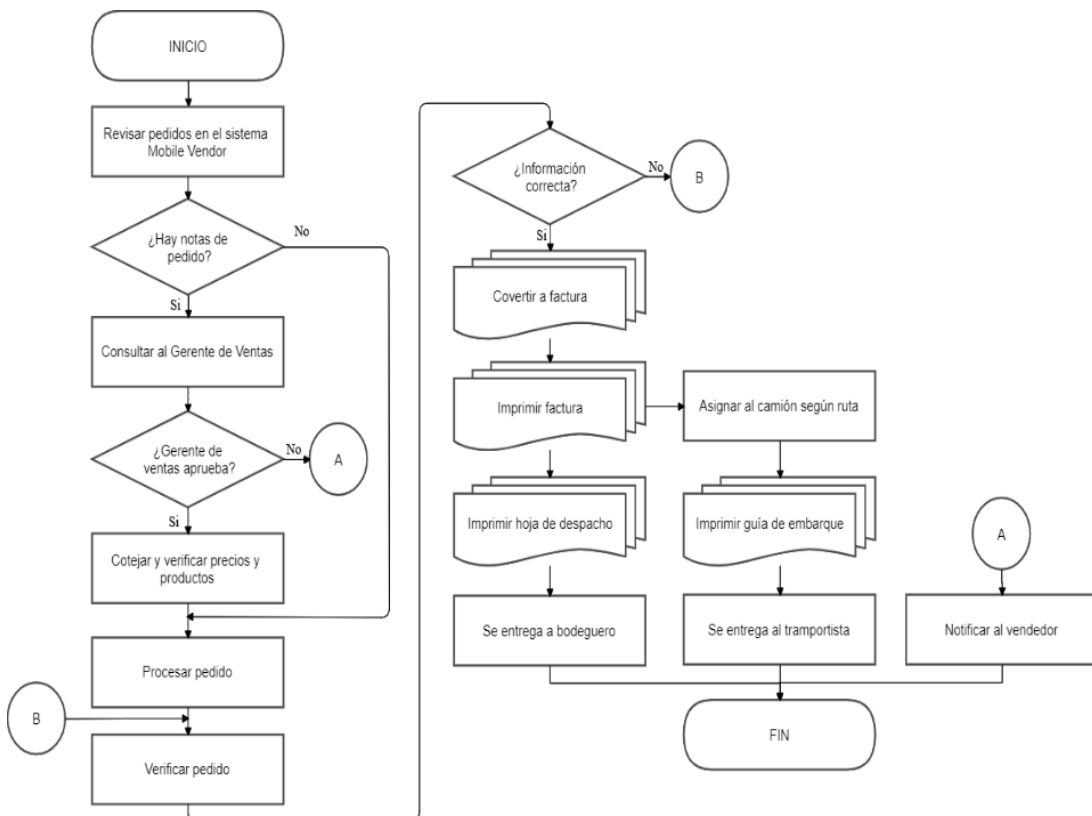 INICIO
Revisar pedidos en el sistema
Mobile Vendor
¿Hay notas de
pedido?
No
Si
Consultar al Gerente de Ventas
¿Gerente de
ventas aprueba?
No
A
Si
Cotejar y verificar precios y
productos
Procesar pedido
B
Verificar pedido
¿Información
correcta?
No
B
Si
Covertir a factura
Imprimir factura
Asignar al camión según ruta
Imprimir hoja de despacho
Imprimir guía de embarque
A
Se entrega a bodeguero
Se entrega al tramportista
Notificar al vendedor
FIN